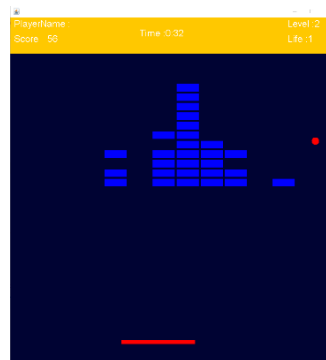 PlayerName :
Level :2
Time :0:32
Score : 58
Life :1